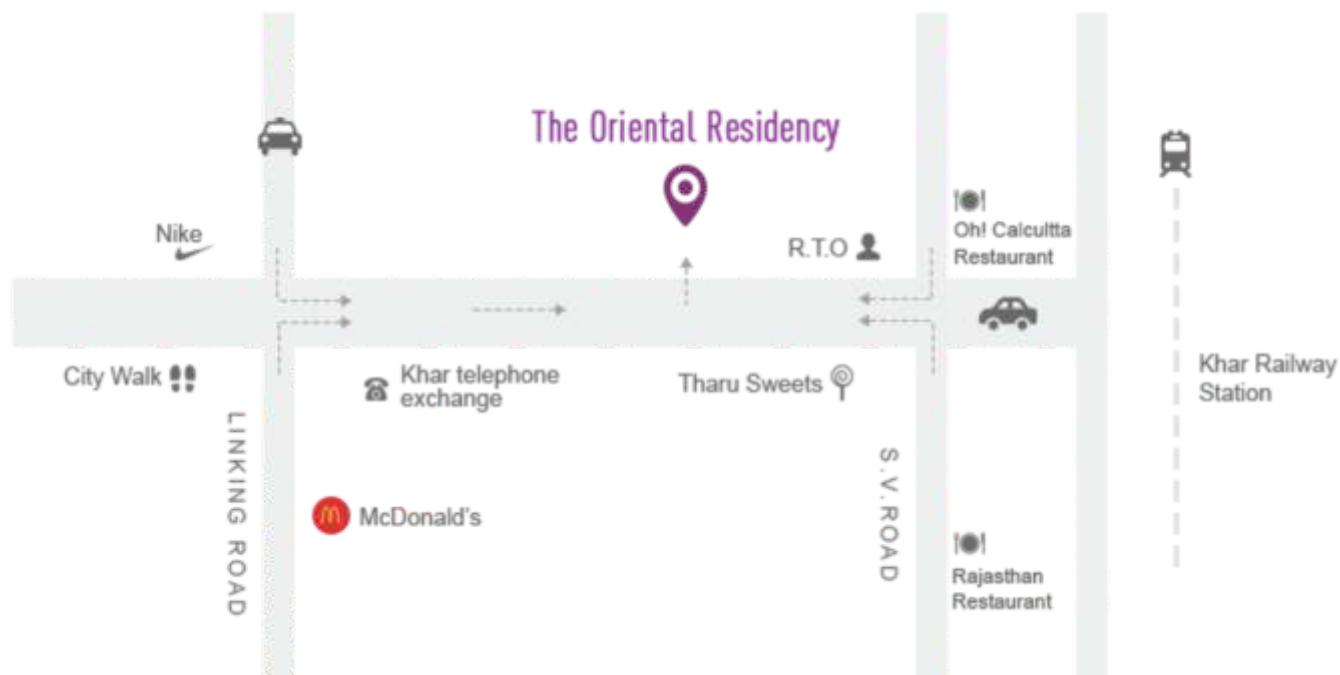 The Oriental Residency
Nike
R.T.O
Oh! Calcultta
Restaurant
City Walk
Khar telephone
exchange
Tharu Sweets
Khar Railway
Station
LINKING ROAD
S.V.ROAD
McDonald's
Rajasthan
Restaurant